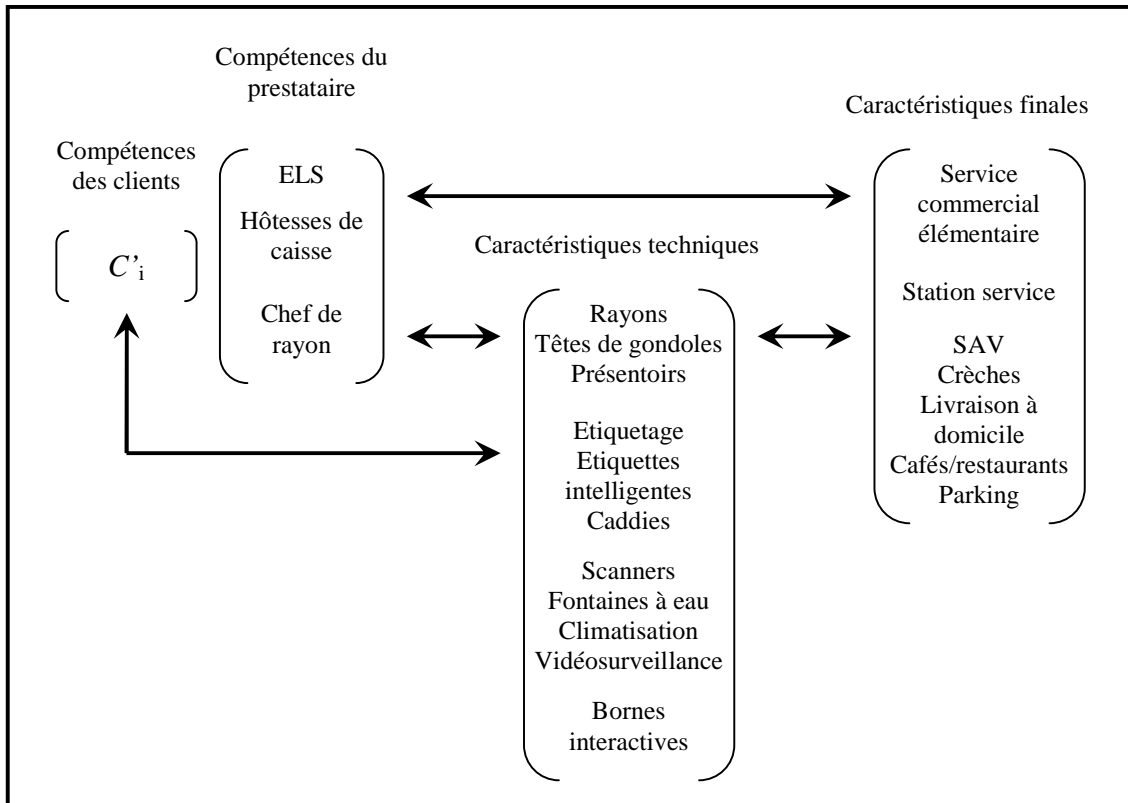 Compétences du
prestataire
Caractéristiques finales
Compétences
des clients
C’i
ELS
Hôtesses de
caisse
Chef de
rayon
Caractéristiques techniques
Rayons
Têtes de gondoles
Présentoirs
Etiquetage
Etiquettes
intelligentes
Caddies
Scanners
Fontaines à eau
Climatisation
Vidéosurveillance
Bornes
interactives
Service
commercial
élémentaire
Station service
SAV
Crèches
Livraison à
domicile
Cafés/restaurants
Parking